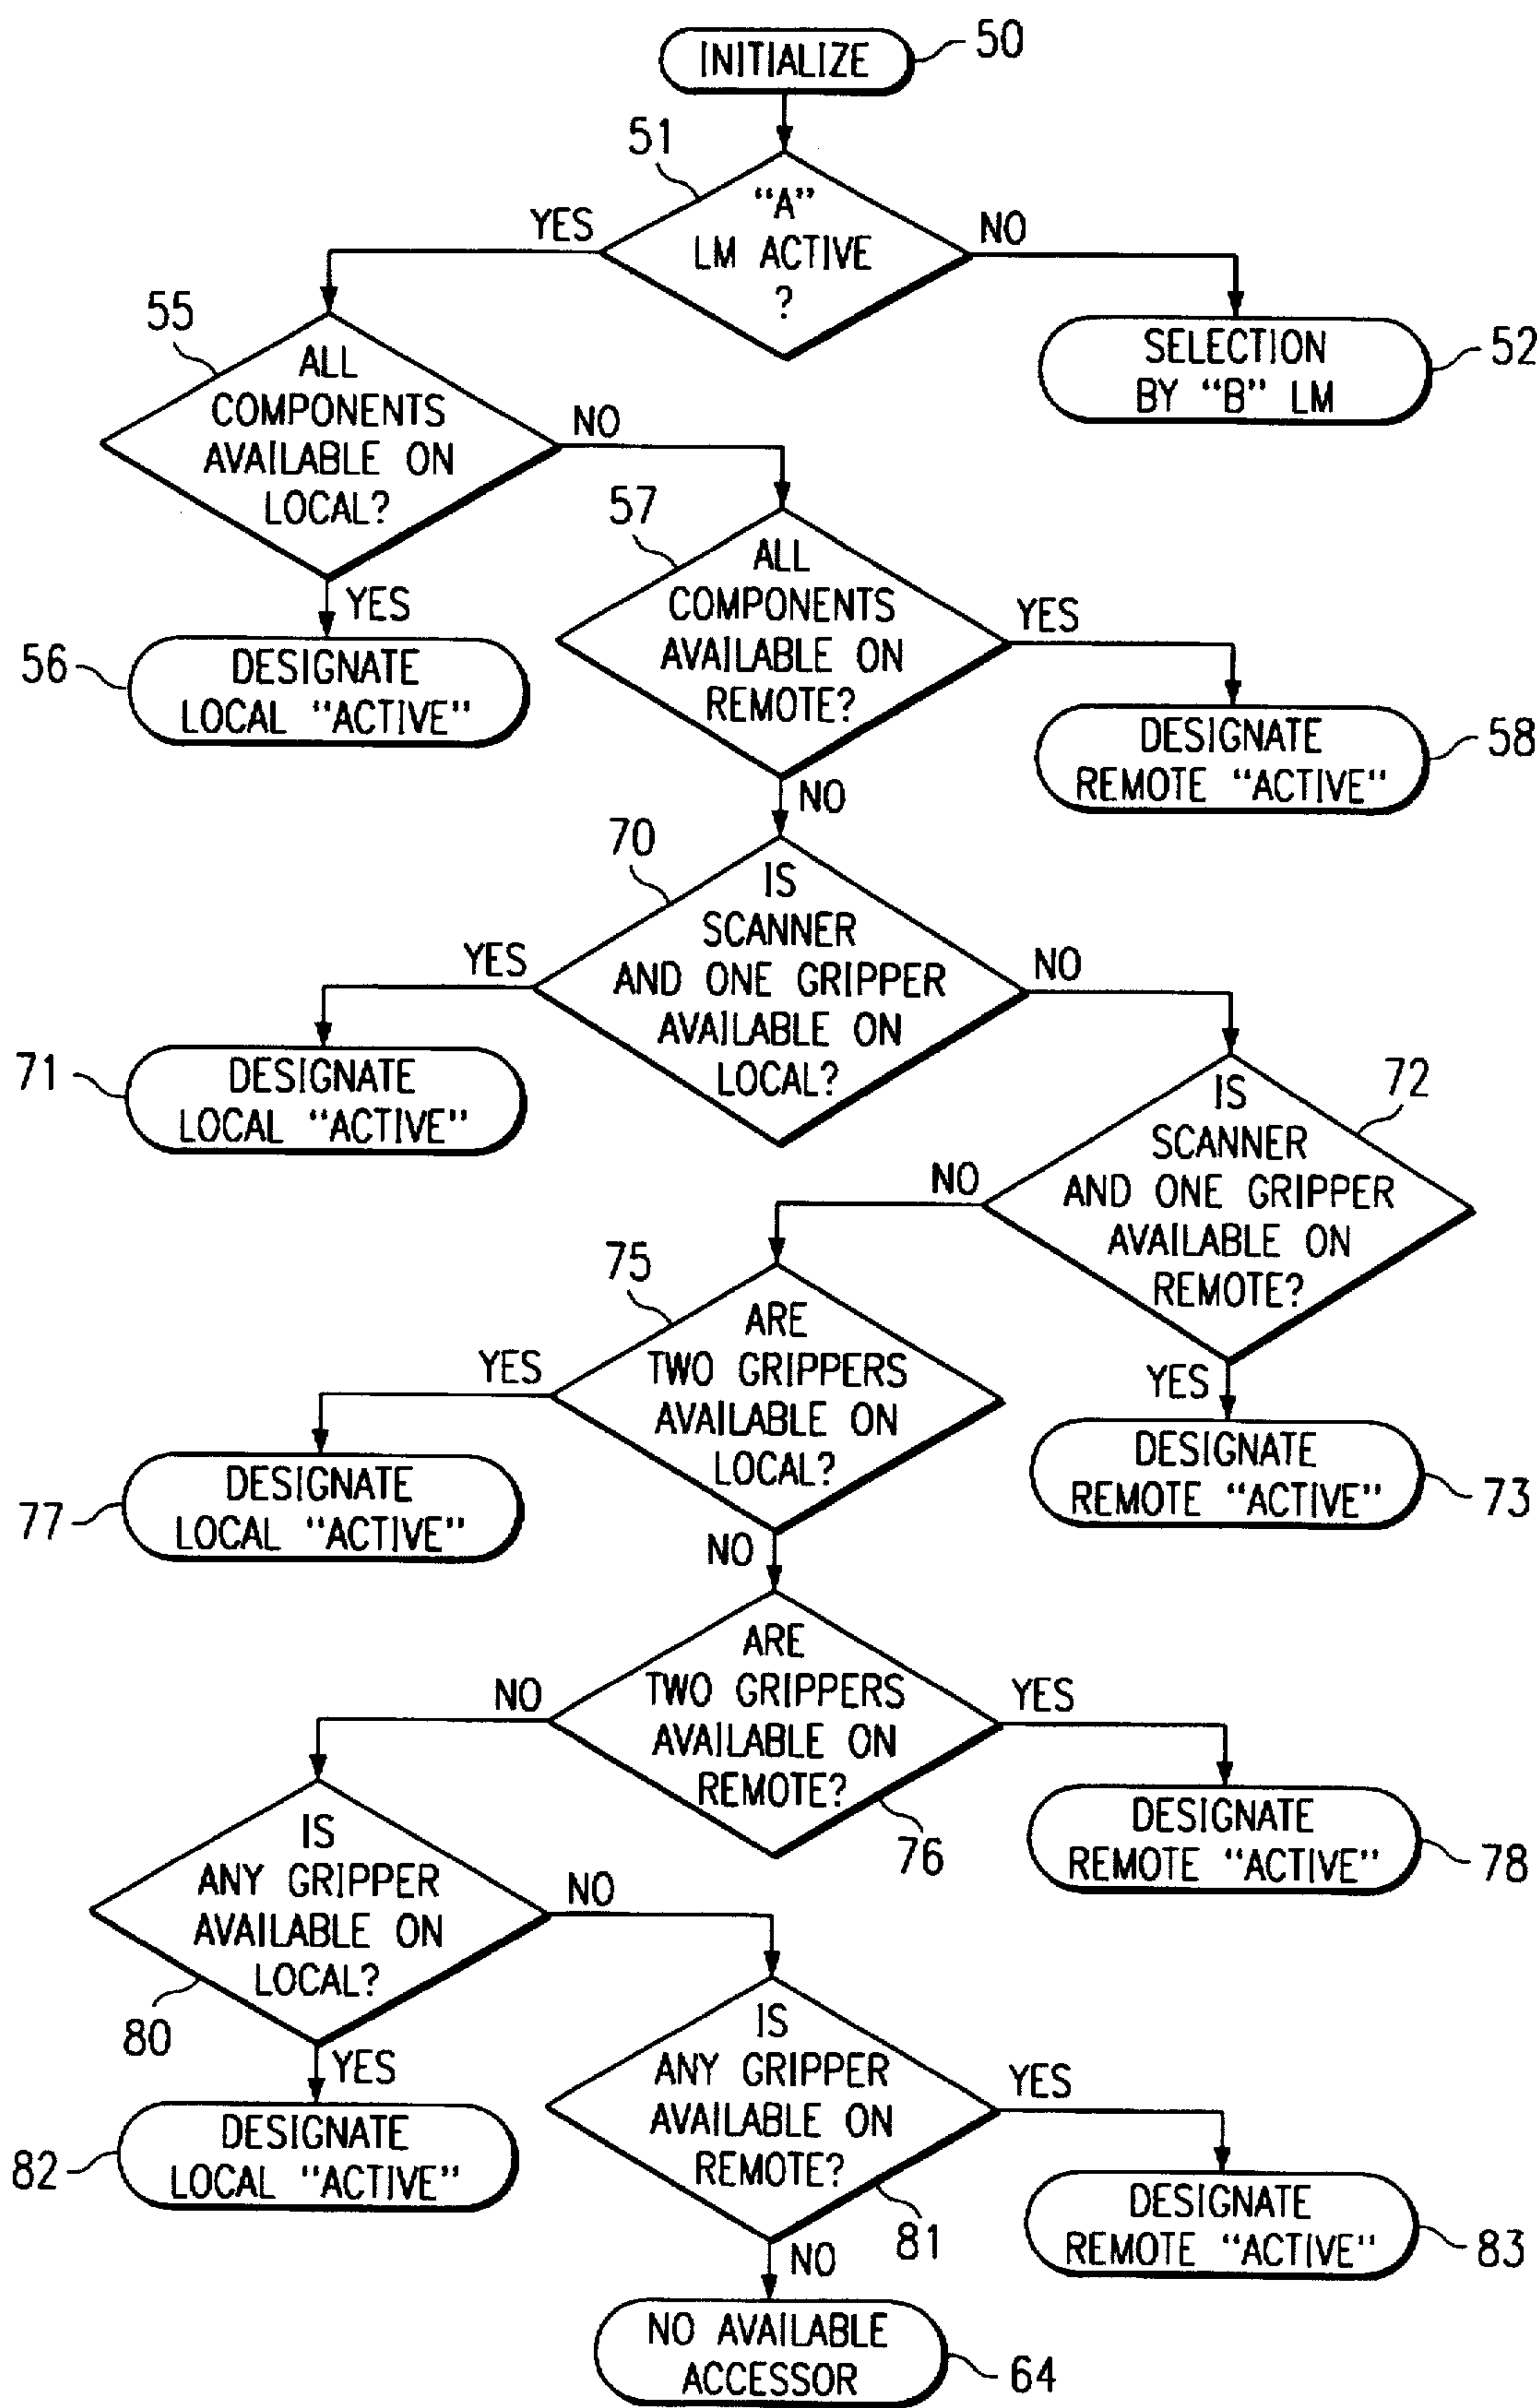 INITIALIZE
50
51
"A"
LM ACTIVE
?
YES
NO
SELECTION
BY "B" LM
52
55
ALL
COMPONENTS
AVAILABLE ON
LOCAL?
NO
YES
56
DESIGNATE
LOCAL "ACTIVE"
57
ALL
COMPONENTS
AVAILABLE ON
REMOTE?
YES
DESIGNATE
REMOTE "ACTIVE"
58
NO
70
IS
SCANNER
AND ONE GRIPPER
AVAILABLE ON
LOCAL?
YES
NO
71
DESIGNATE
LOCAL "ACTIVE"
72
IS
SCANNER
AND ONE GRIPPER
AVAILABLE ON
REMOTE?
NO
YES
DESIGNATE
REMOTE "ACTIVE"
73
75
ARE
TWO GRIPPERS
AVAILABLE ON
LOCAL?
YES
77
DESIGNATE
LOCAL "ACTIVE"
NO
ARE
TWO GRIPPERS
AVAILABLE ON
REMOTE?
76
NO
YES
DESIGNATE
REMOTE "ACTIVE"
78
IS
ANY GRIPPER
AVAILABLE ON
LOCAL?
80
NO
YES
82
DESIGNATE
LOCAL "ACTIVE"
IS
ANY GRIPPER
AVAILABLE ON
REMOTE?
81
YES
DESIGNATE
REMOTE "ACTIVE"
83
NO
NO AVAILABLE
ACCESSOR
64